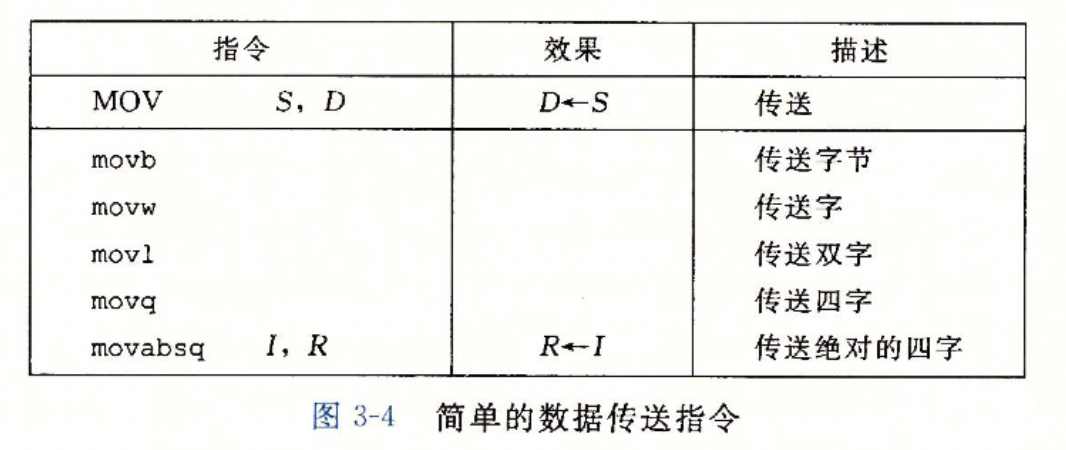 指令 效果 描述
MOV S, D D←S 传送
movb 传送字节
movw 传送字
movl 传送双字
movq 传送四字
movabsq I, R R←I 传送绝对的四字
图 3-4 简单的数据传送指令